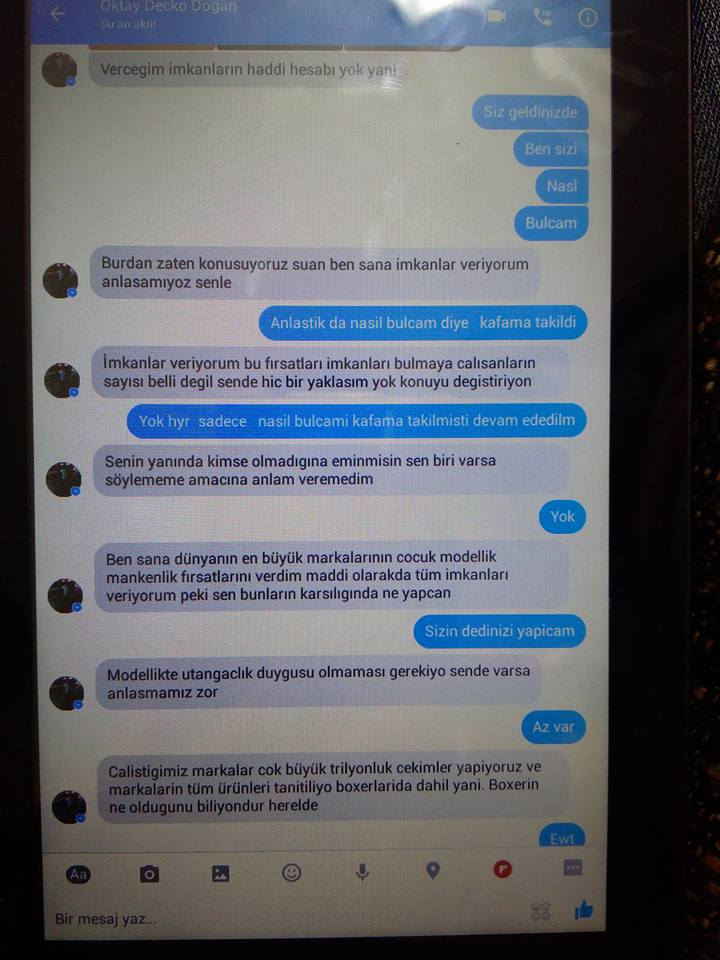 Oktay Decko Dogan
Şu an aktif
Vercegim imkanların haddi hesabı yok yani
Siz geldinizde
Ben sizi
Nasl
Bulcam
Burdan zaten konusuyoruz suan ben sana imkanlar veriyorum
anlasamıyoz senle
Anlastik da nasil bulcam diye kafama takildi
İmkanlar veriyorum bu fırsatları imkanları bulmaya calısanların
sayısı belli degil sende hic bir yaklasım yok konuyu degistiriyon
Yok hyr sadece nasil bulcami kafama takilmisti devam ededilm
Senin yanında kimse olmadıgına eminmisin sen biri varsa
söylememe amacına anlam veremedim
Yok
Ben sana dünyanın en büyük markalarının cocuk modellik
mankenlik fırsatlarını verdim maddi olarakda tüm imkanları
veriyorum peki sen bunların karsılıgında ne yapcan
Sizin dedinizi yapicam
Modellikte utangaclık duygusu olmaması gerekiyo sende varsa
anlasmamız zor
Az var
Calistigimiz markalar cok büyük trilyonluk cekimler yapiyoruz ve
markalarin tüm ürünleri tanitiliyo boxerlarida dahil yani. Boxerin
ne oldugunu biliyondur herelde
Ewt
Aa
Bir mesaj yaz...